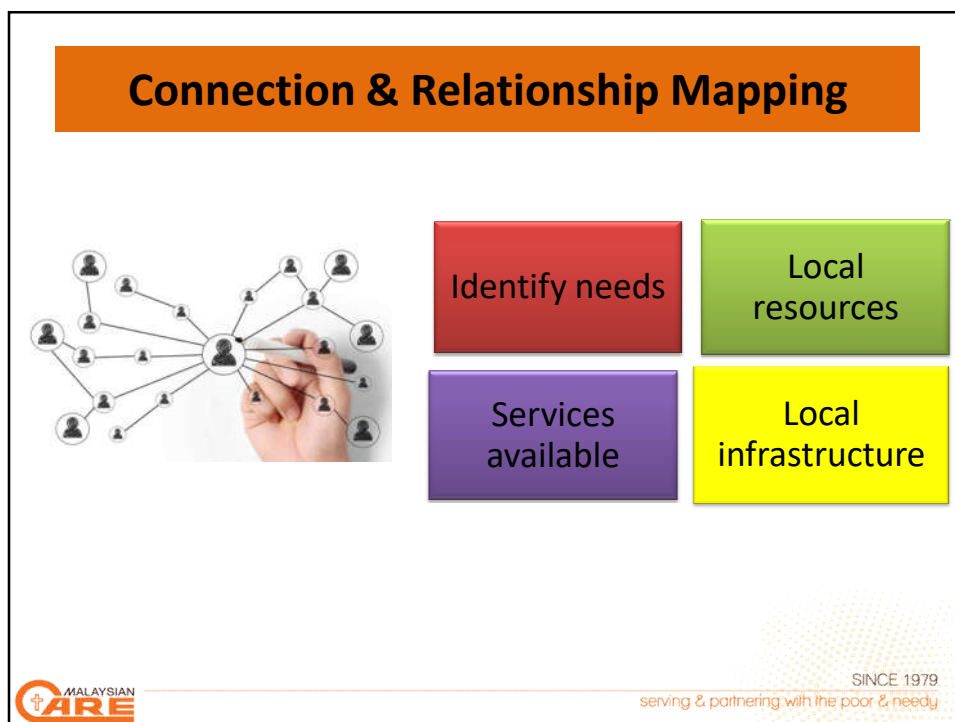 Connection & Relationship Mapping
Identify needs
Local
resources
Services
available
Local
infrastructure
MALAYSIAN
CARE
SINCE 1979
serving & partnering with the poor & needy